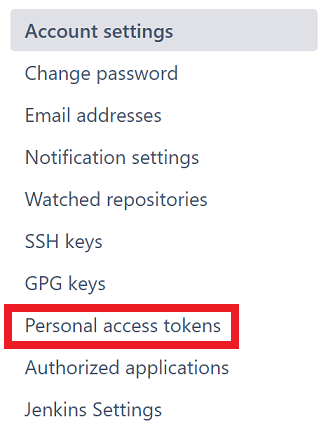 Account settings
Change password
Email addresses
Notification settings
Watched repositories
SSH keys
GPG keys
Personal access tokens
Authorized applications
Jenkins Settings